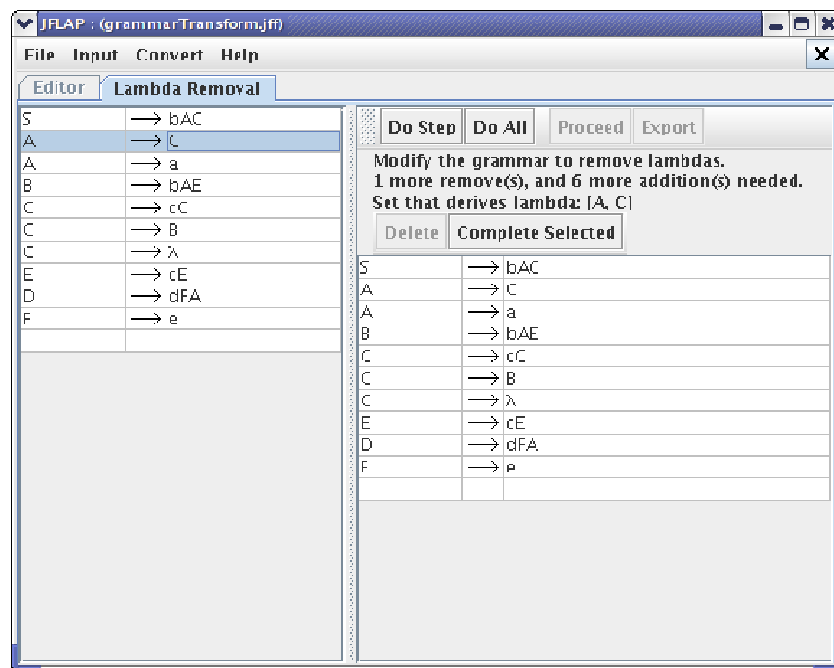 JFLAP : (grammarTransform.jff)
File Input Convert Help
Editor Lambda Removal
S → bAC
A → C
A → a
B → bAE
C → cC
C → B
C → λ
E → cE
D → dFA
F → e
Do Step Do All Proceed Export
Modify the grammar to remove lambdas.
1 more remove(s), and 6 more addition(s) needed.
Set that derives lambda: [A, C]
Delete Complete Selected
S → bAC
A → C
A → a
B → bAE
C → cC
C → B
C → λ
E → cE
D → dFA
F → e